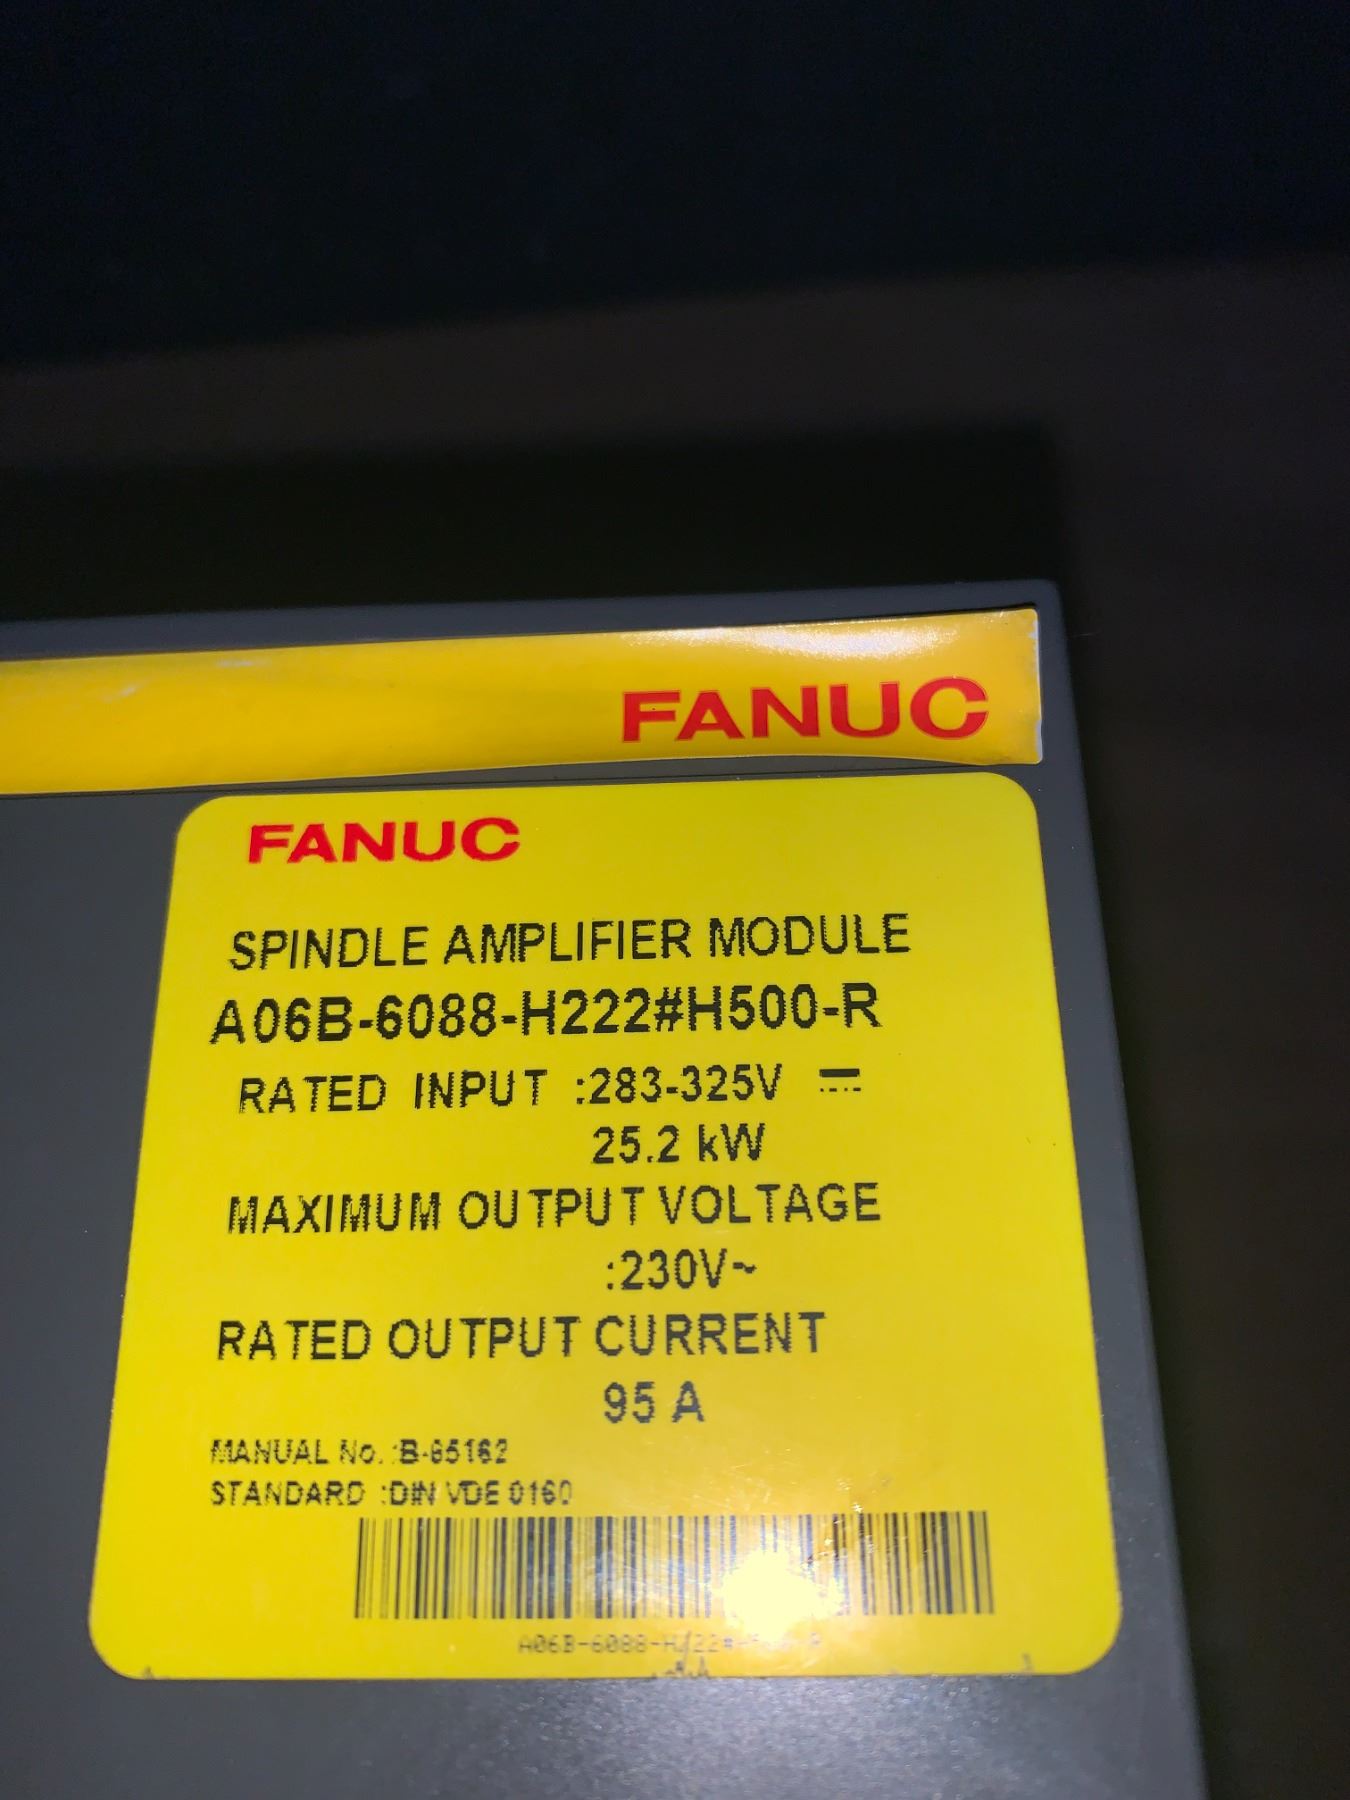 FANUC
FANUC
SPINDLE AMPLIFIER MODULE
A06B-6088-H222#H500-R
RATED INPUT :283-325V ⎓
25.2 kW
MAXIMUM OUTPUT VOLTAGE
:230V~
RATED OUTPUT CURRENT
95 A
MANUAL No. :B-65162
STANDARD :DIN VDE 0160